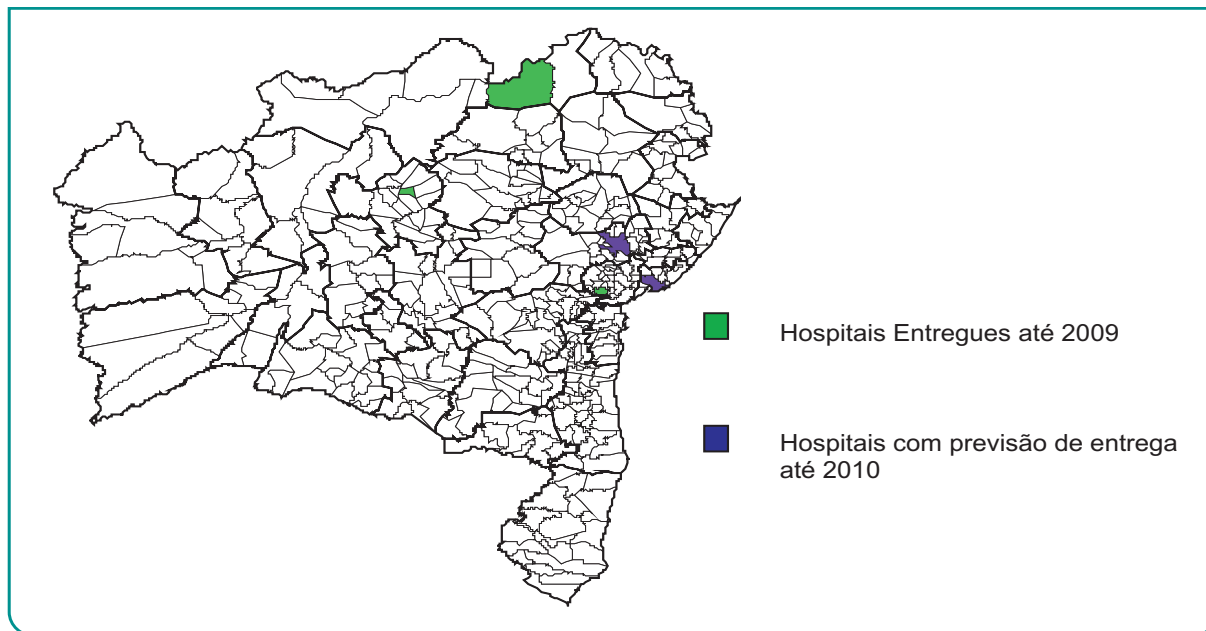 Hospitais Entregues até 2009
Hospitais com previsão de entrega
até 2010